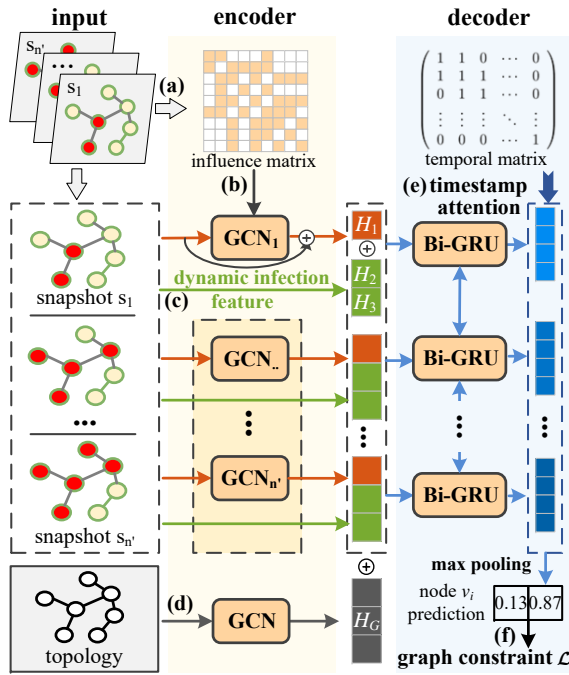 input
encoder
decoder
s_{n'}
...
s_1
(a)
influence matrix
1 1 0 ⋯ 0
1 1 1 ⋯ 0
0 1 1 ⋯ 0
⋮ ⋮ ⋮ ⋱ ⋮
0 0 0 ⋯ 1
temporal matrix
(b)
(e) timestamp
attention
GCN_1
+
H_1
+
Bi-GRU
snapshot s_1
(c)
dynamic infection
feature
H_2
H_3
GCN_{..}
Bi-GRU
...
GCN_{n'}
Bi-GRU
snapshot s_{n'}
+
max pooling
topology
(d)
GCN
H_G
node v_i
prediction
0.13
0.87
(f)
graph constraint ℒ